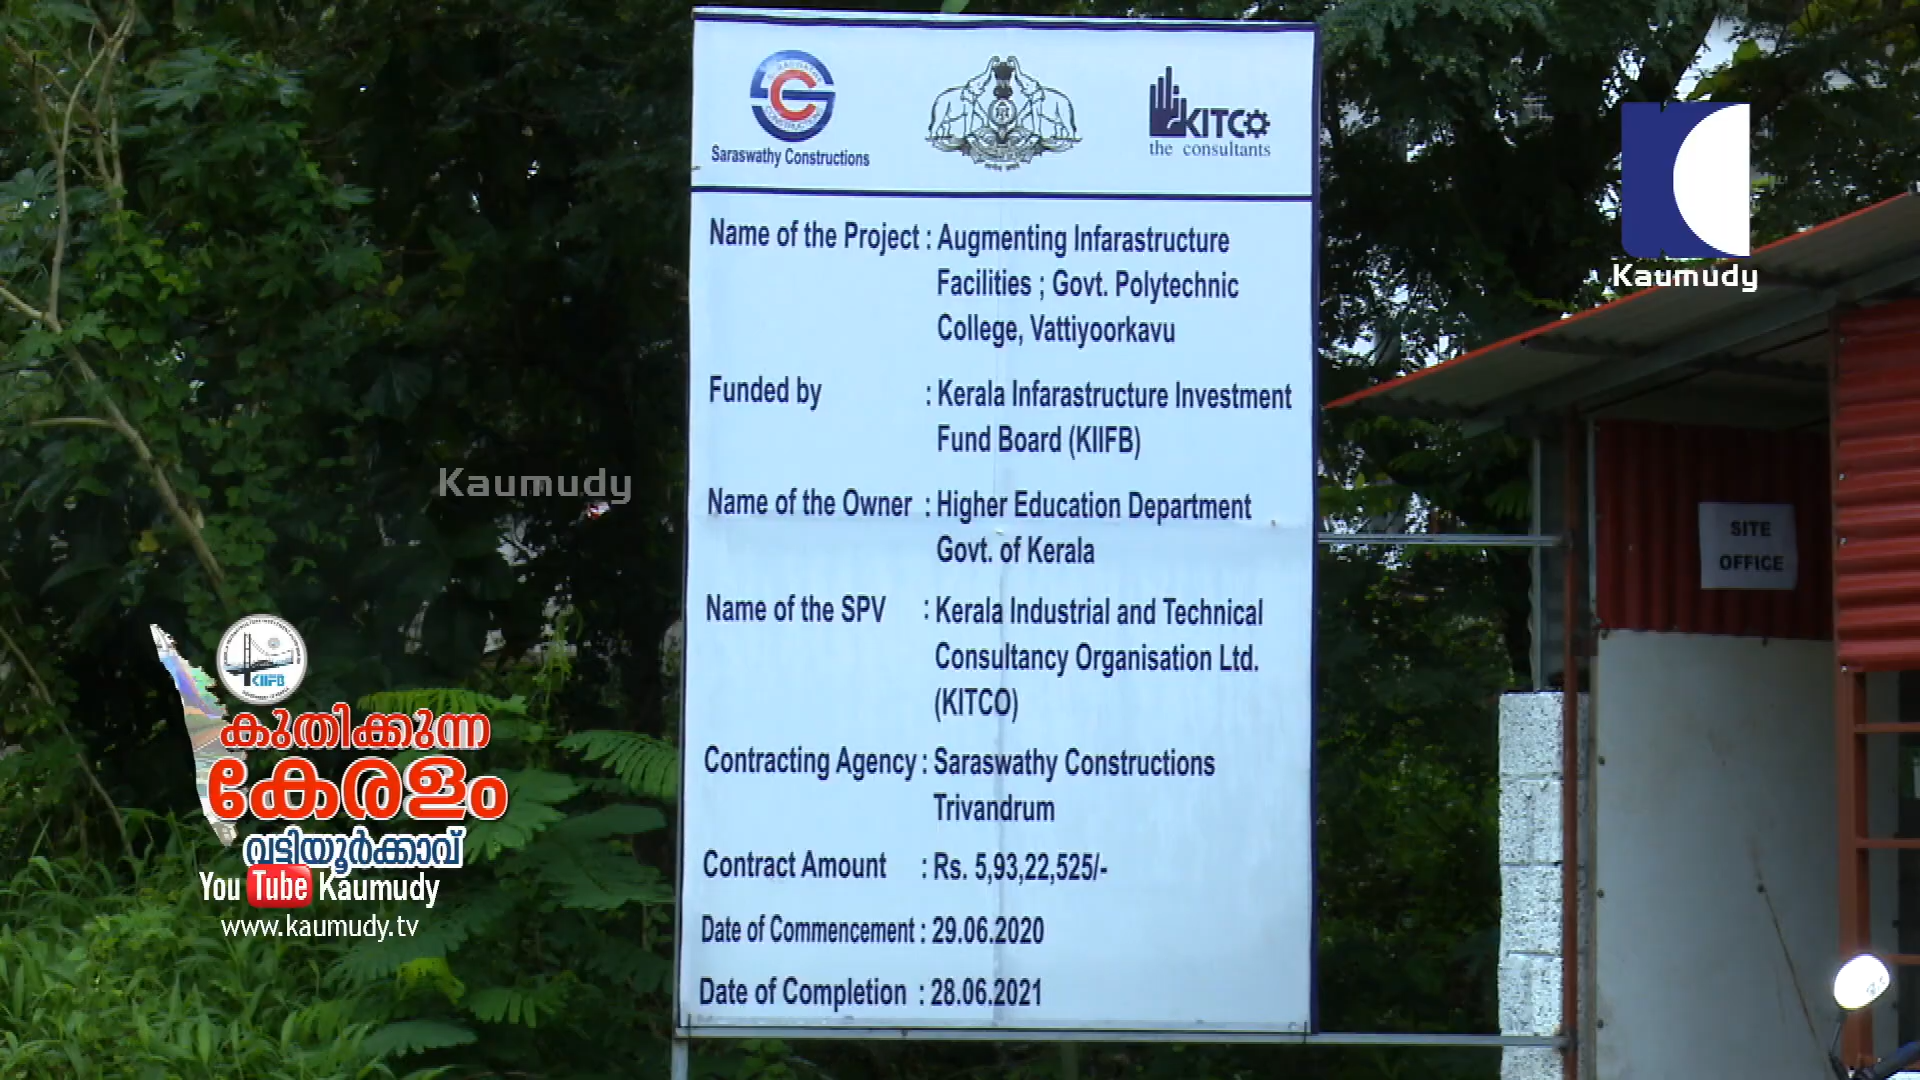 Saraswathy Constructions
KITCO
the consultants
Name of the Project : Augmenting Infarastructure
Facilities ; Govt. Polytechnic
College, Vattiyoorkavu
Funded by : Kerala Infarastructure Investment
Fund Board (KIIFB)
Name of the Owner : Higher Education Department
Govt. of Kerala
Name of the SPV : Kerala Industrial and Technical
Consultancy Organisation Ltd.
(KITCO)
Contracting Agency : Saraswathy Constructions
Trivandrum
Contract Amount : Rs. 5,93,22,525/-
Date of Commencement : 29.06.2020
Date of Completion : 28.06.2021
Kaumudy
Kaumudy
SITE
OFFICE
KIIFB
കുതിക്കുന്ന
കേരളം
വട്ടിയൂർക്കാവ്
You Tube Kaumudy
www.kaumudy.tv